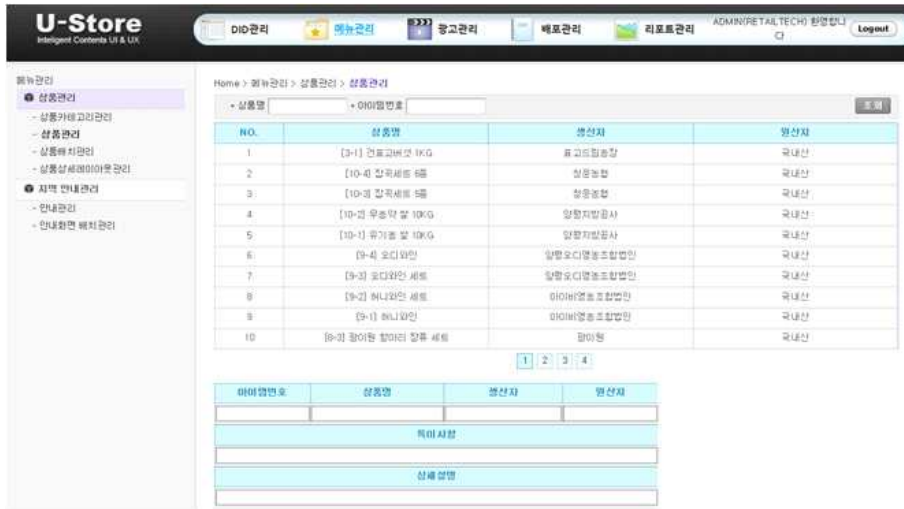 U-Store
Inteligent Contents UI & UX
DID관리
메뉴관리
광고관리
배포관리
리포트관리
ADMIN(RETAILTECH) 환영합니다
Logout
메뉴관리
상품관리
- 상품카테고리관리
- 상품관리
- 상품배치관리
- 상품상세레이아웃관리
지역 안내관리
- 안내관리
- 안내화면 배치관리
Home > 메뉴관리 > 상품관리 > 상품관리
상품명 아이템번호 조회
NO. 상품명 생산자 원산지
1 [3-1] 건표고버섯 1KG 국내산
2 [10-4] 잡곡세트 6종 청운농협 국내산
3 [10-3] 잡곡세트 5종 청운농협 국내산
4 [10-2] 무농약 쌀 10KG 양평지방공사 국내산
5 [10-1] 유기농 쌀 10KG 양평지방공사 국내산
6 [9-4] 오디와인 양평오디영농조합법인 국내산
7 [9-3] 오디와인 세트 양평오디영농조합법인 국내산
8 [9-2] 허니와인 세트 아이비영농조합법인 국내산
9 [9-1] 허니와인 아이비영농조합법인 국내산
10 광이원 항아리 장류 세트 광이원 국내산
1 2 3 4
아이템번호 상품명 생산자 원산지
특이사항
상세설명